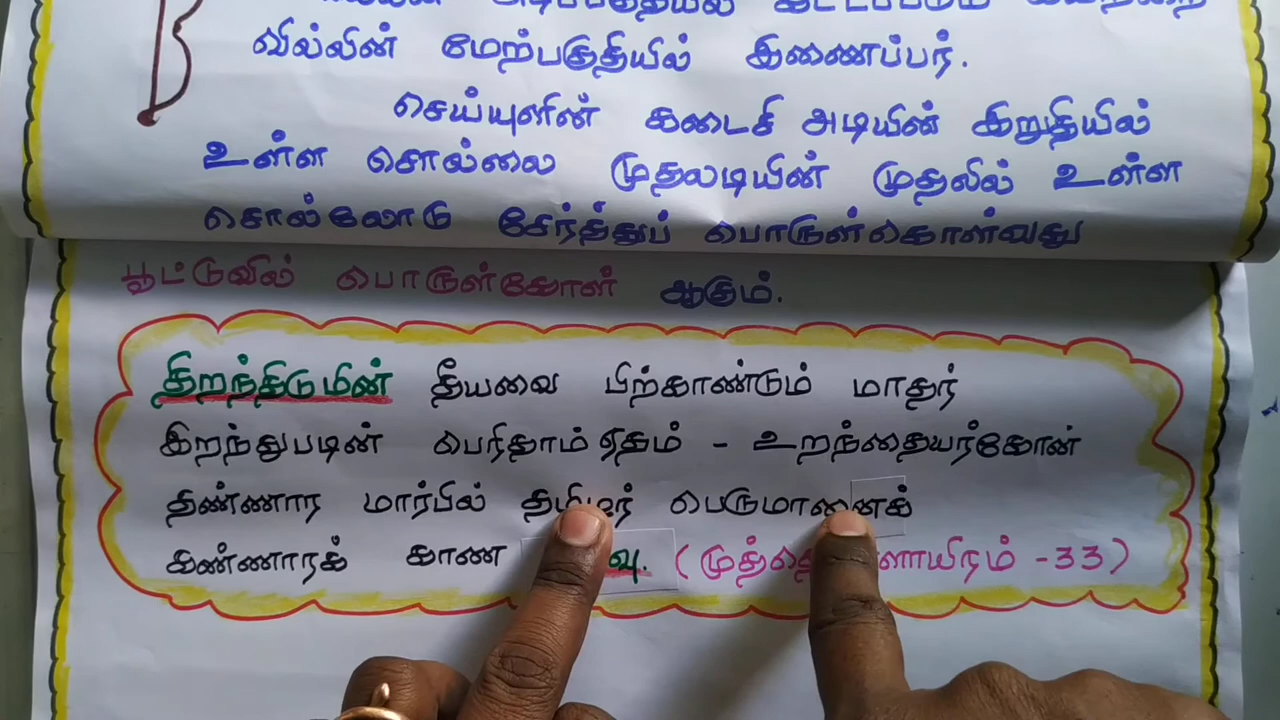 வில்லின் மேற்பகுதியில் இணைப்பர்.
செய்யுளின் கடைசி அடியின் இறுதியில்
உள்ள சொல்லை முதலடியின் முதலில் உள்ள
சொல்லோடு சேர்த்துப் பொருள்கொள்வது
பூட்டுவில் பொருள்கோள் ஆகும்.
திறந்திடுமின் தீயவை பிற்காண்டும் மாதர்
இறந்துபடின் பெரிதாம் ஏதம் - உறந்தையர்கோன்
தண்ணார மார்பில் தமிழர் பெருமானைக்
கண்ணாரக் காண (- 33)